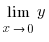 lim y
x → 0